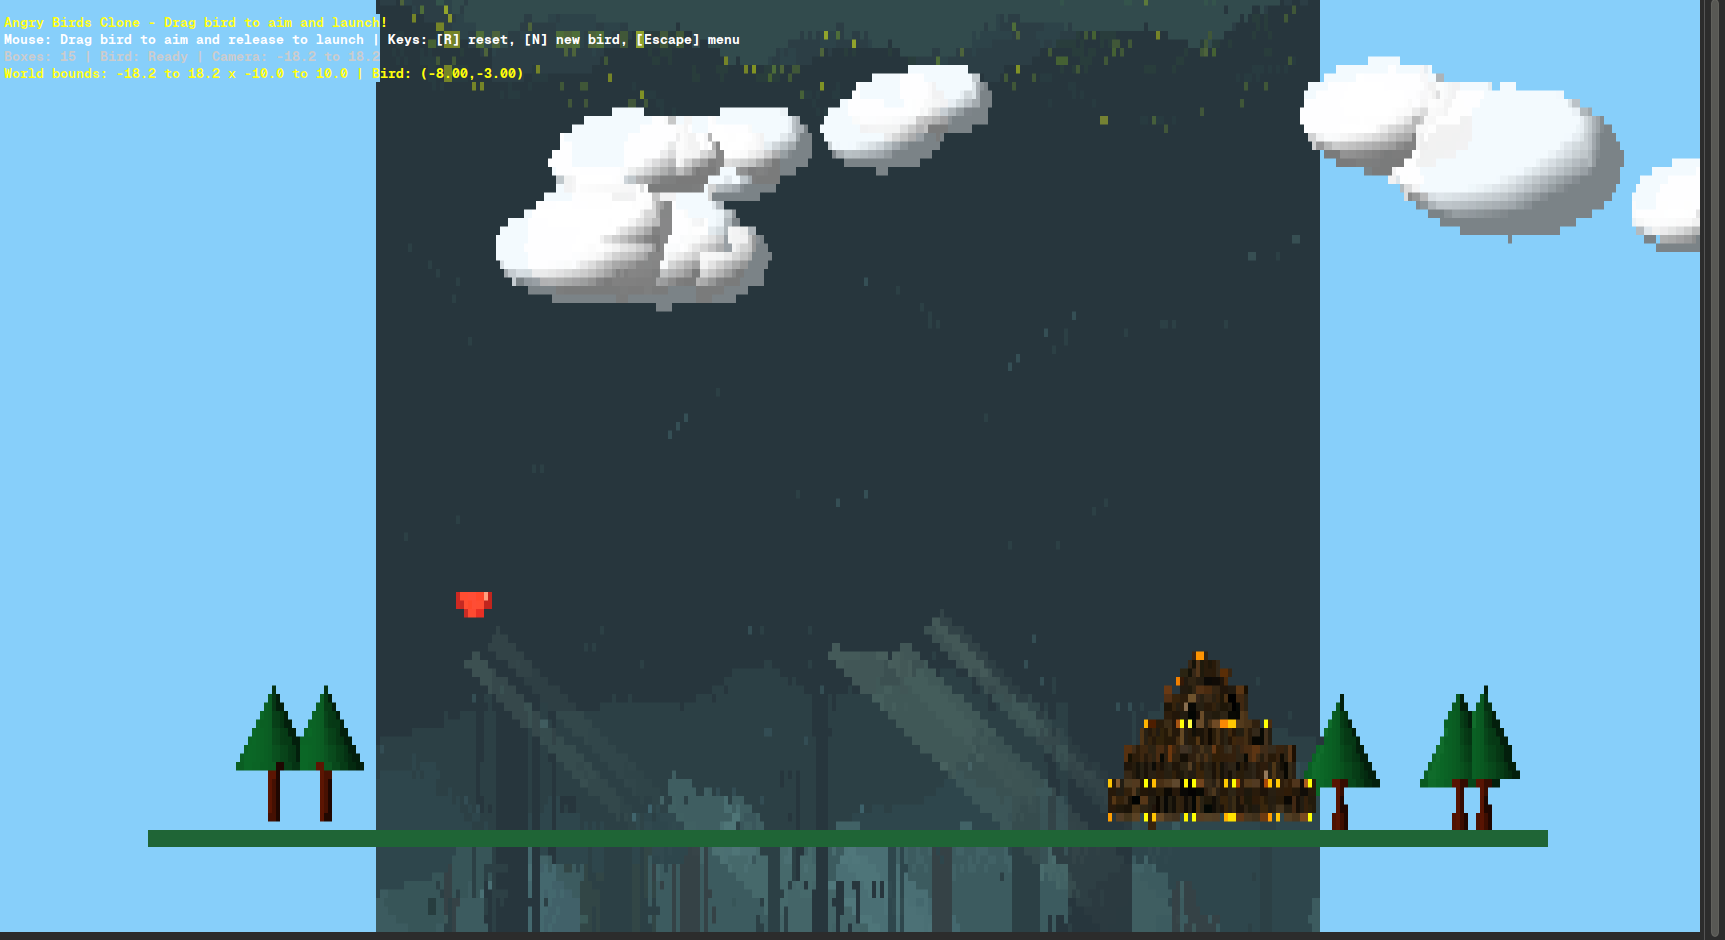 Angry Birds Clone - Drag bird to aim and launch!
Mouse: Drag bird to aim and release to launch | Keys: [R] reset, [N] new bird, [Escape] menu
Boxes: 15 | Bird: Ready | Camera: -18.2 to 18.2
World bounds: -18.2 to 18.2 x -10.0 to 10.0 | Bird: (-8.00,-3.00)